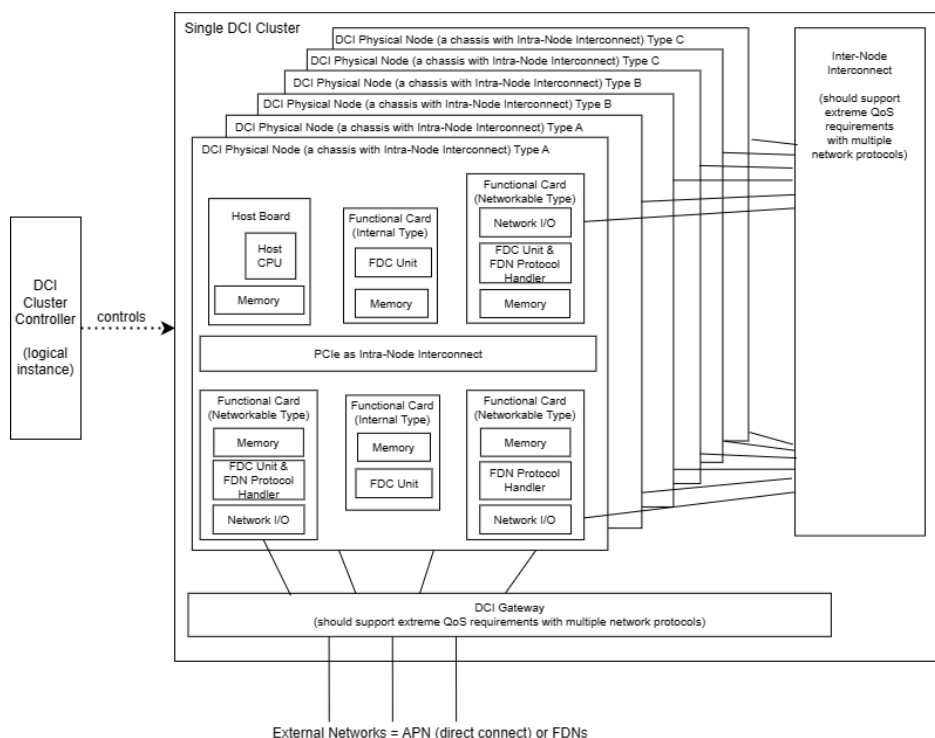 Single DCI Cluster
DCI Physical Node (a chassis with Intra-Node Interconnect) Type C
DCI Physical Node (a chassis with Intra-Node Interconnect) Type C
DCI Physical Node (a chassis with Intra-Node Interconnect) Type B
DCI Physical Node (a chassis with Intra-Node Interconnect) Type B
DCI Physical Node (a chassis with Intra-Node Interconnect) Type A
DCI Physical Node (a chassis with Intra-Node Interconnect) Type A
Host Board
Host
CPU
Memory
Functional Card
(Internal Type)
FDC Unit
Memory
Functional Card
(Networkable Type)
Network I/O
FDC Unit &
FDN Protocol
Handler
Memory
PCIe as Intra-Node Interconnect
Functional Card
(Networkable Type)
Memory
FDC Unit &
FDN Protocol
Handler
Network I/O
Functional Card
(Internal Type)
Memory
FDC Unit
Functional Card
(Networkable Type)
Memory
FDN Protocol
Handler
Network I/O
Inter-Node
Interconnect
(should support
extreme QoS
requirements
with multiple
network protocols)
DCI
Cluster
Controller
(logical
instance)
controls
DCI Gateway
(should support extreme QoS requirements with multiple network protocols)
External Networks = APN (direct connect) or FDNs